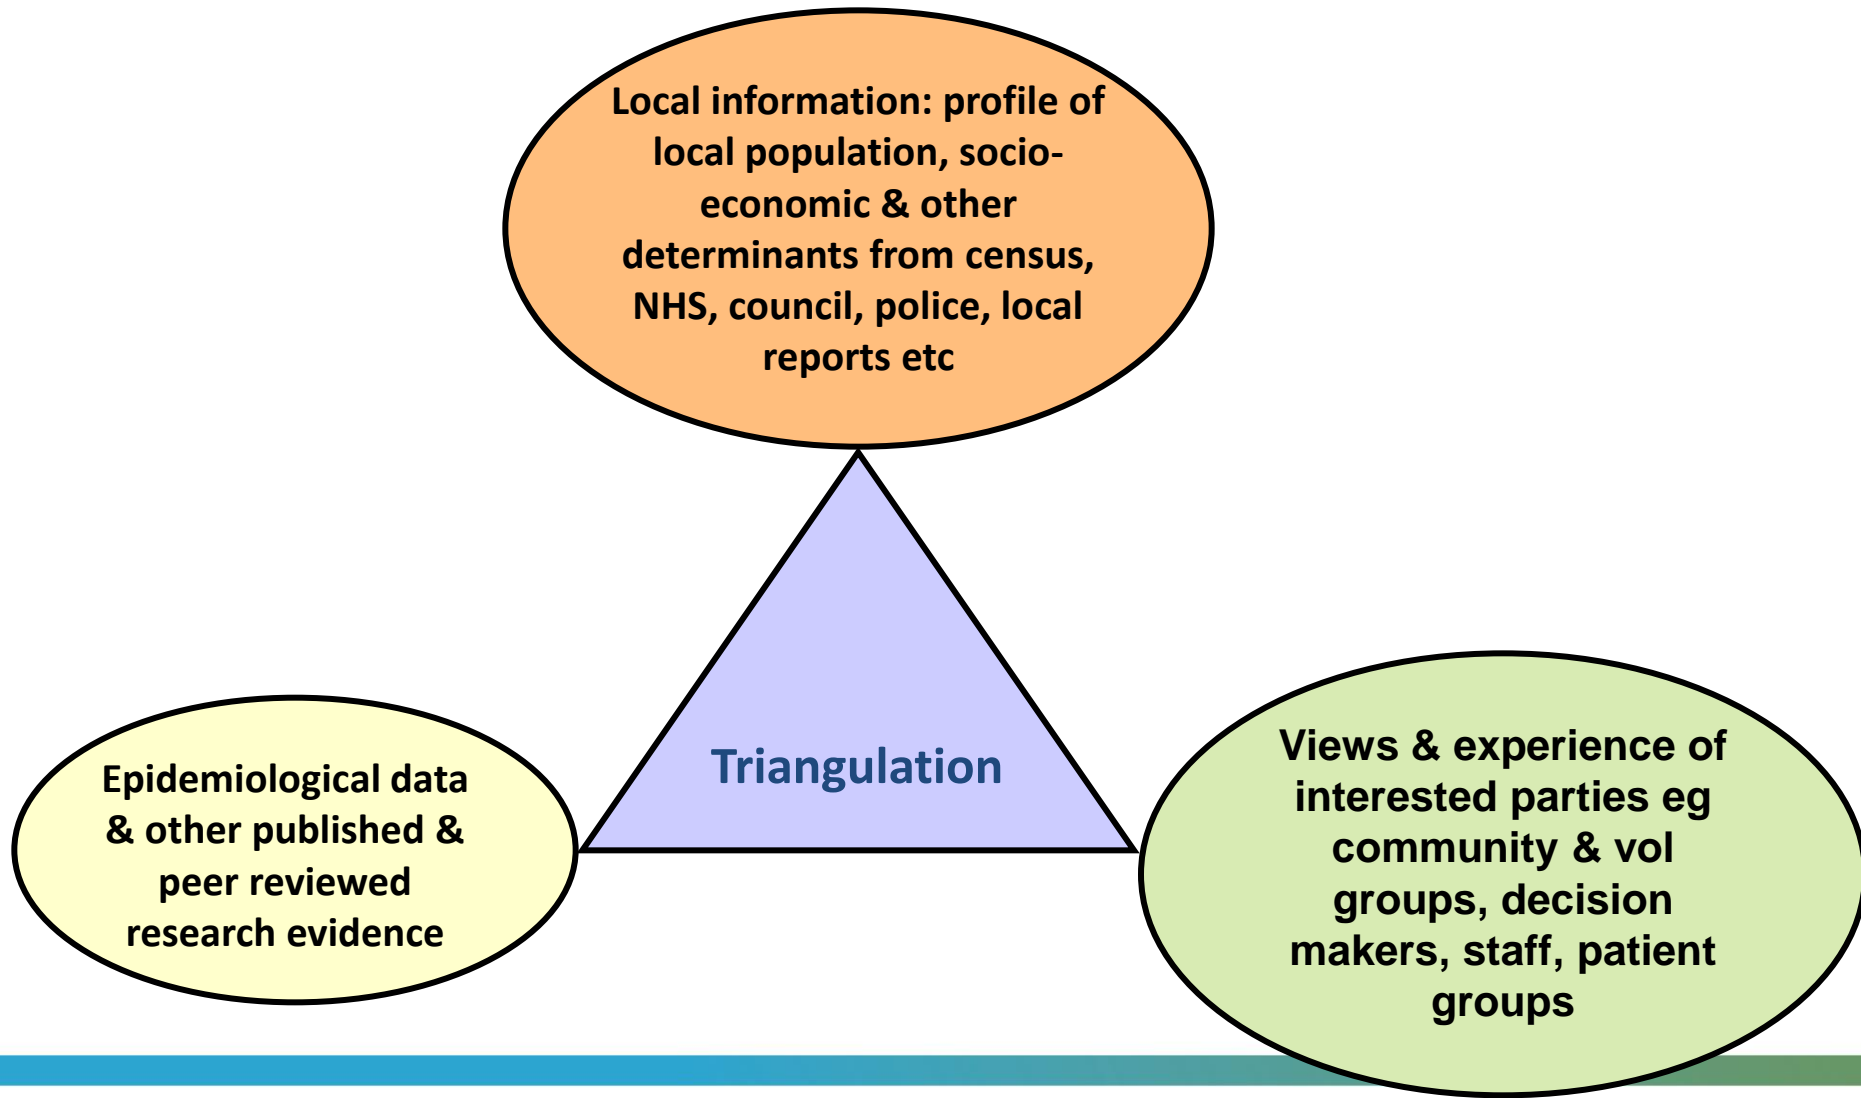 Local information: profile of
local population, socio-
economic & other
determinants from census,
NHS, council, police, local
reports etc
Triangulation
Epidemiological data
& other published &
peer reviewed
research evidence
Views & experience of
interested parties eg
community & vol
groups, decision
makers, staff, patient
groups